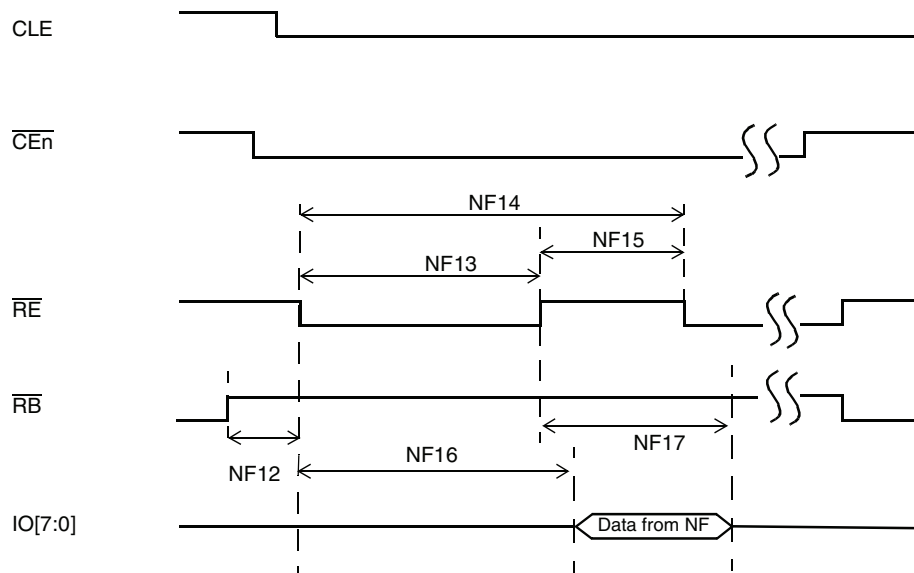 CLE
CEn
NF14
NF15
NF13
RE
RB
NF17
NF16
NF12
IO[7:0]
Data from NF